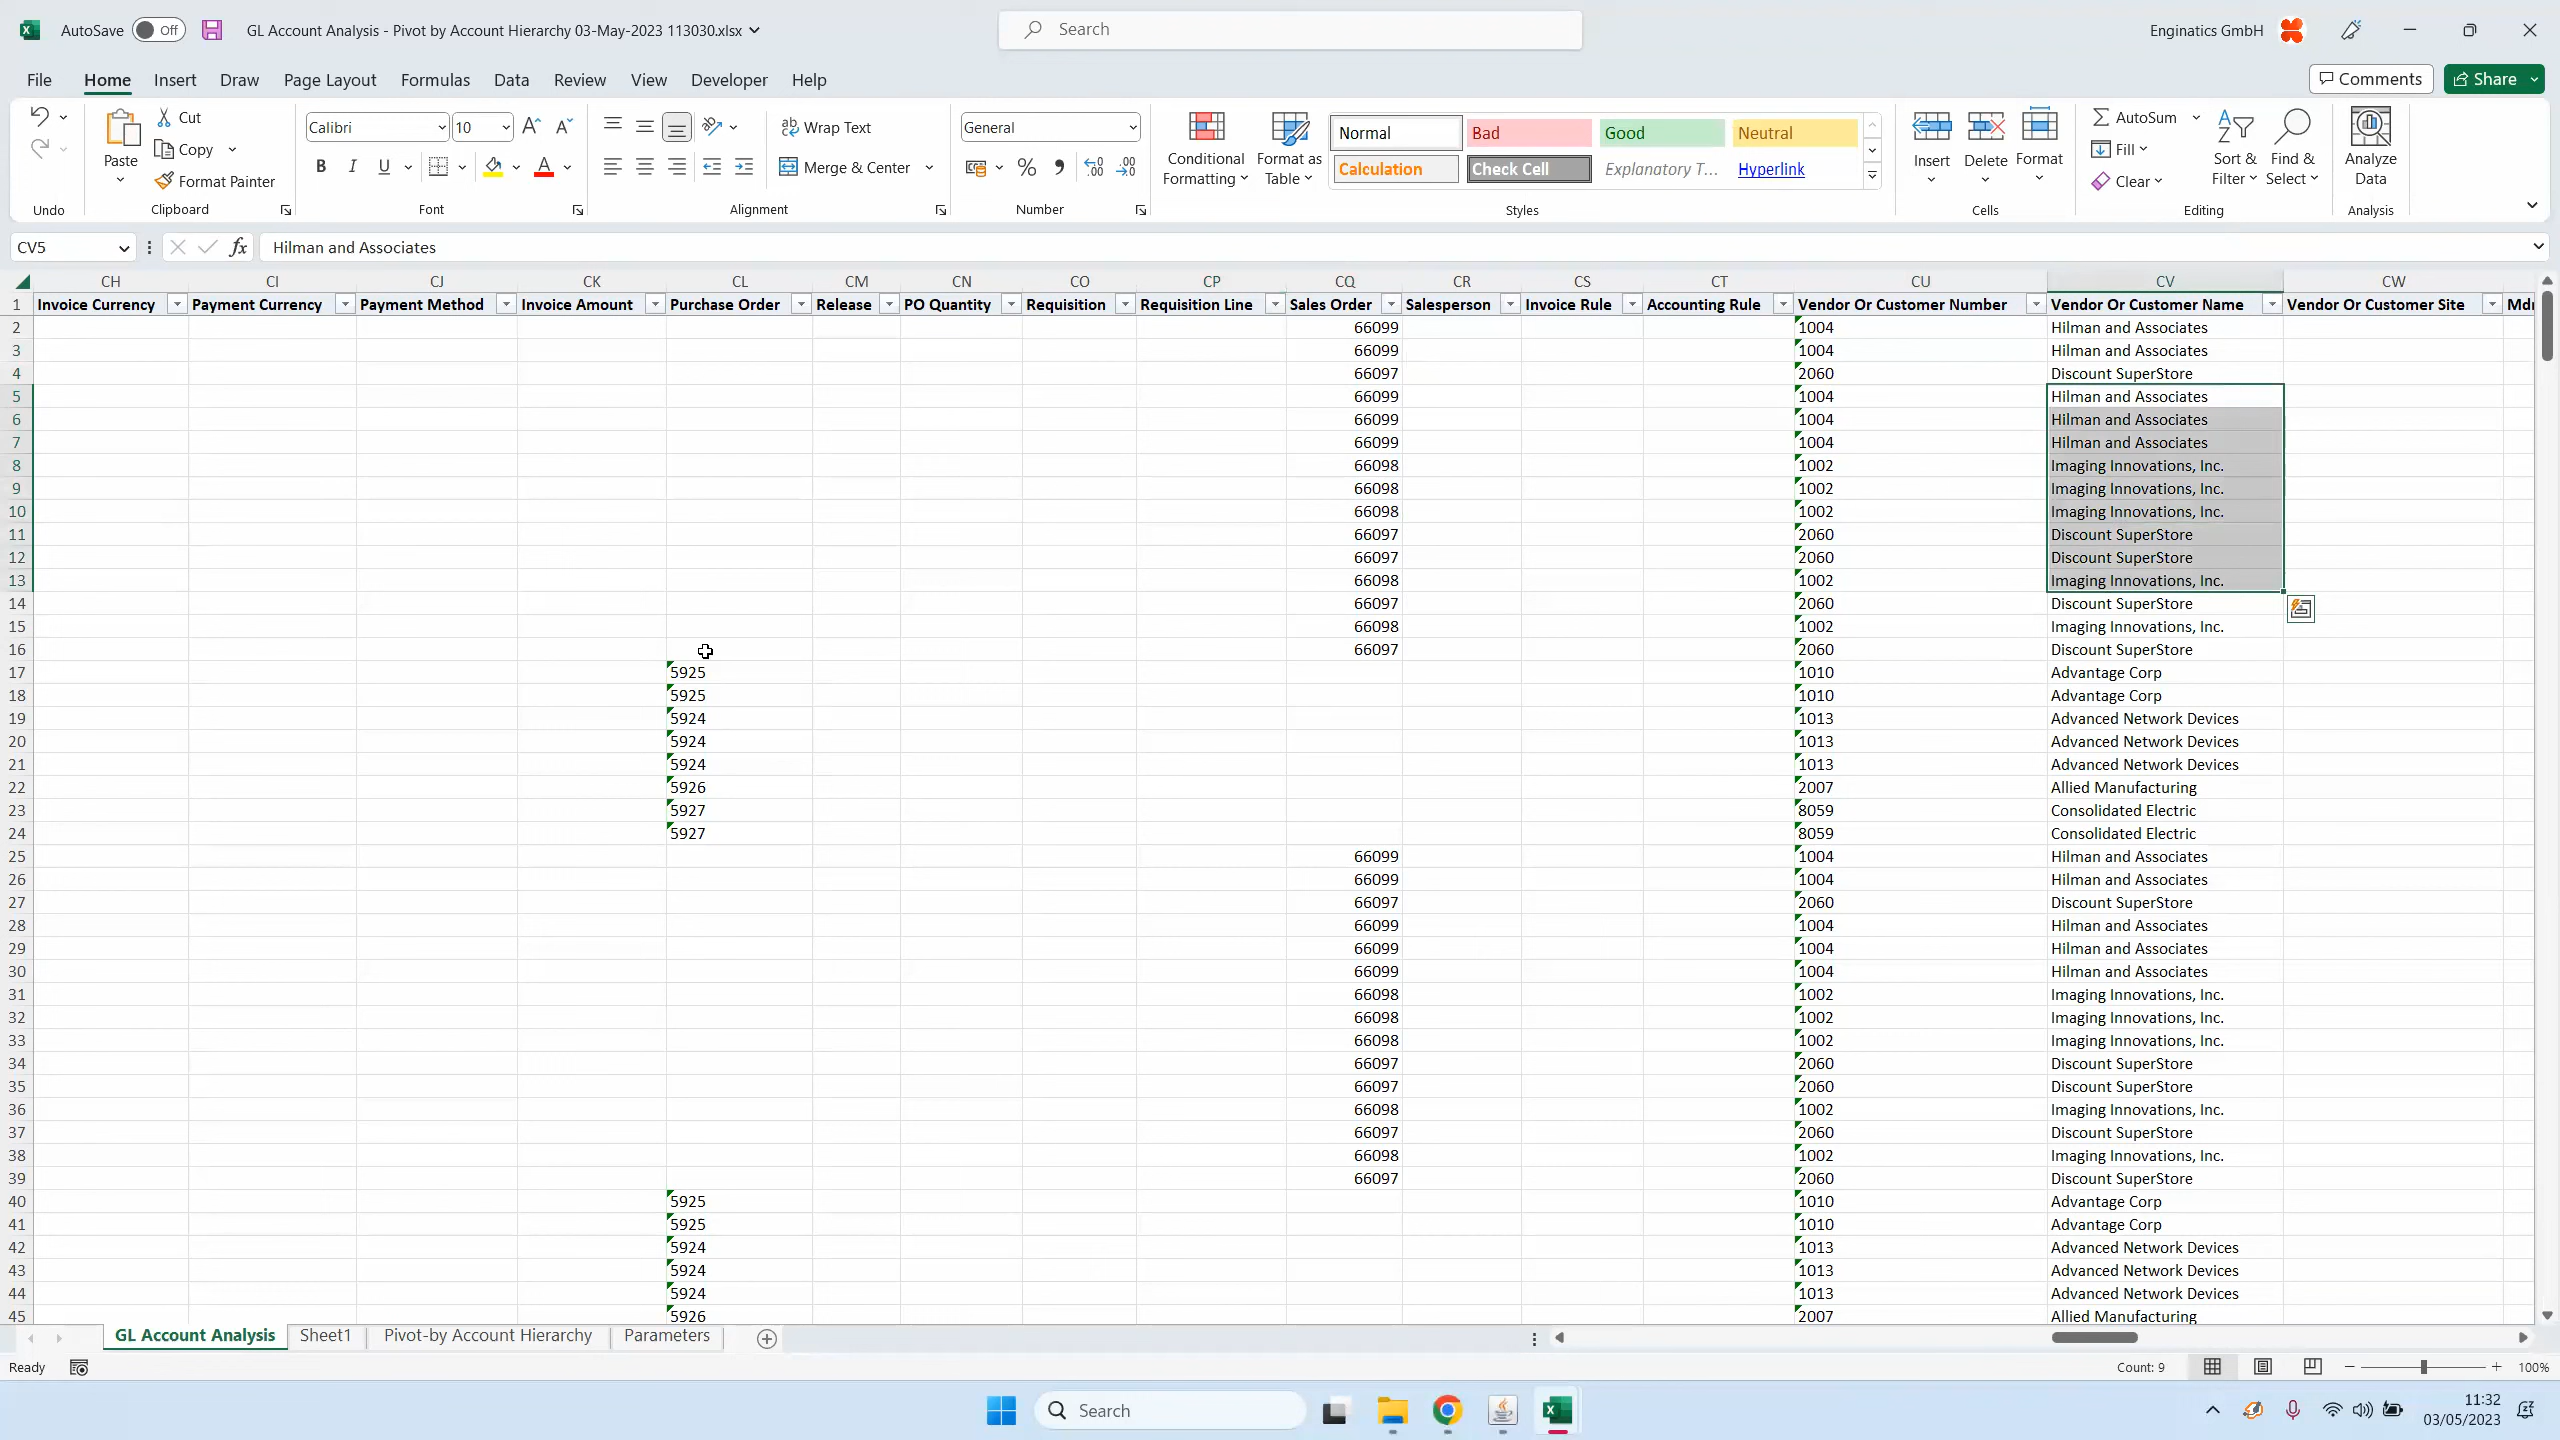 AutoSave Off GL Account Analysis - Pivot by Account Hierarchy 03-May-2023 113030.xlsx Search Enginatics GmbH
File Home Insert Draw Page Layout Formulas Data Review View Developer Help Comments Share
Paste Cut Copy Format Painter
Calibri 10
B I U
Wrap Text
Merge & Center
General
Conditional Formatting
Format as Table
Normal Bad Good Neutral
Calculation Check Cell Explanatory T... Hyperlink
Insert Delete Format
AutoSum Fill Clear
Sort & Filter
Find & Select
Analyze Data
Undo Clipboard Font Alignment Number Styles Cells Editing Analysis
CV5 fx Hilman and Associates
CH CI CJ CK CL CM CN CO CP CQ CR CS CT CU CV CW
1 Invoice Currency Payment Currency Payment Method Invoice Amount Purchase Order Release PO Quantity Requisition Requisition Line Sales Order Salesperson Invoice Rule Accounting Rule Vendor Or Customer Number Vendor Or Customer Name Vendor Or Customer Site
2 66099 1004 Hilman and Associates
3 66099 1004 Hilman and Associates
4 66097 2060 Discount SuperStore
5 66099 1004 Hilman and Associates
6 66099 1004 Hilman and Associates
7 66099 1004 Hilman and Associates
8 66098 1002 Imaging Innovations, Inc.
9 66098 1002 Imaging Innovations, Inc.
10 66098 1002 Imaging Innovations, Inc.
11 66097 2060 Discount SuperStore
12 66097 2060 Discount SuperStore
13 66098 1002 Imaging Innovations, Inc.
14 66097 2060 Discount SuperStore
15 66098 1002 Imaging Innovations, Inc.
16 66097 2060 Discount SuperStore
17 5925 1010 Advantage Corp
18 5925 1010 Advantage Corp
19 5924 1013 Advanced Network Devices
20 5924 1013 Advanced Network Devices
21 5924 1013 Advanced Network Devices
22 5926 2007 Allied Manufacturing
23 5927 8059 Consolidated Electric
24 5927 8059 Consolidated Electric
25 66099 1004 Hilman and Associates
26 66099 1004 Hilman and Associates
27 66097 2060 Discount SuperStore
28 66099 1004 Hilman and Associates
29 66099 1004 Hilman and Associates
30 66099 1004 Hilman and Associates
31 66098 1002 Imaging Innovations, Inc.
32 66098 1002 Imaging Innovations, Inc.
33 66098 1002 Imaging Innovations, Inc.
34 66097 2060 Discount SuperStore
35 66097 2060 Discount SuperStore
36 66098 1002 Imaging Innovations, Inc.
37 66097 2060 Discount SuperStore
38 66098 1002 Imaging Innovations, Inc.
39 66097 2060 Discount SuperStore
40 5925 1010 Advantage Corp
41 5925 1010 Advantage Corp
42 5924 1013 Advanced Network Devices
43 5924 1013 Advanced Network Devices
44 5924 1013 Advanced Network Devices
45 5926 2007 Allied Manufacturing
GL Account Analysis Sheet1 Pivot-by Account Hierarchy Parameters
Ready Count: 9 100%
Search 11:32
03/05/2023